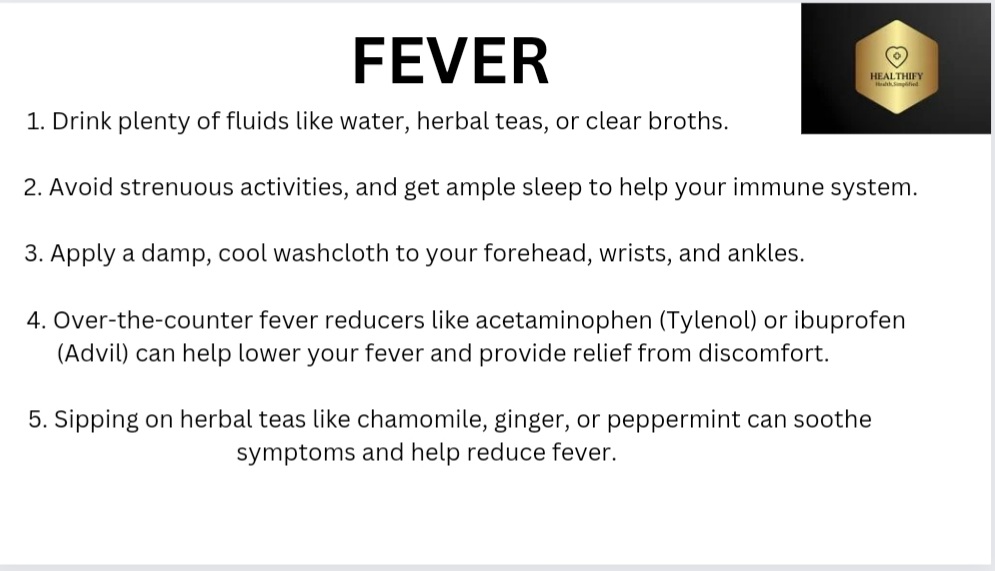 FEVER
HEALTHIFY
Health, Simplified
1. Drink plenty of fluids like water, herbal teas, or clear broths.
2. Avoid strenuous activities, and get ample sleep to help your immune system.
3. Apply a damp, cool washcloth to your forehead, wrists, and ankles.
4. Over-the-counter fever reducers like acetaminophen (Tylenol) or ibuprofen
(Advil) can help lower your fever and provide relief from discomfort.
5. Sipping on herbal teas like chamomile, ginger, or peppermint can soothe
symptoms and help reduce fever.